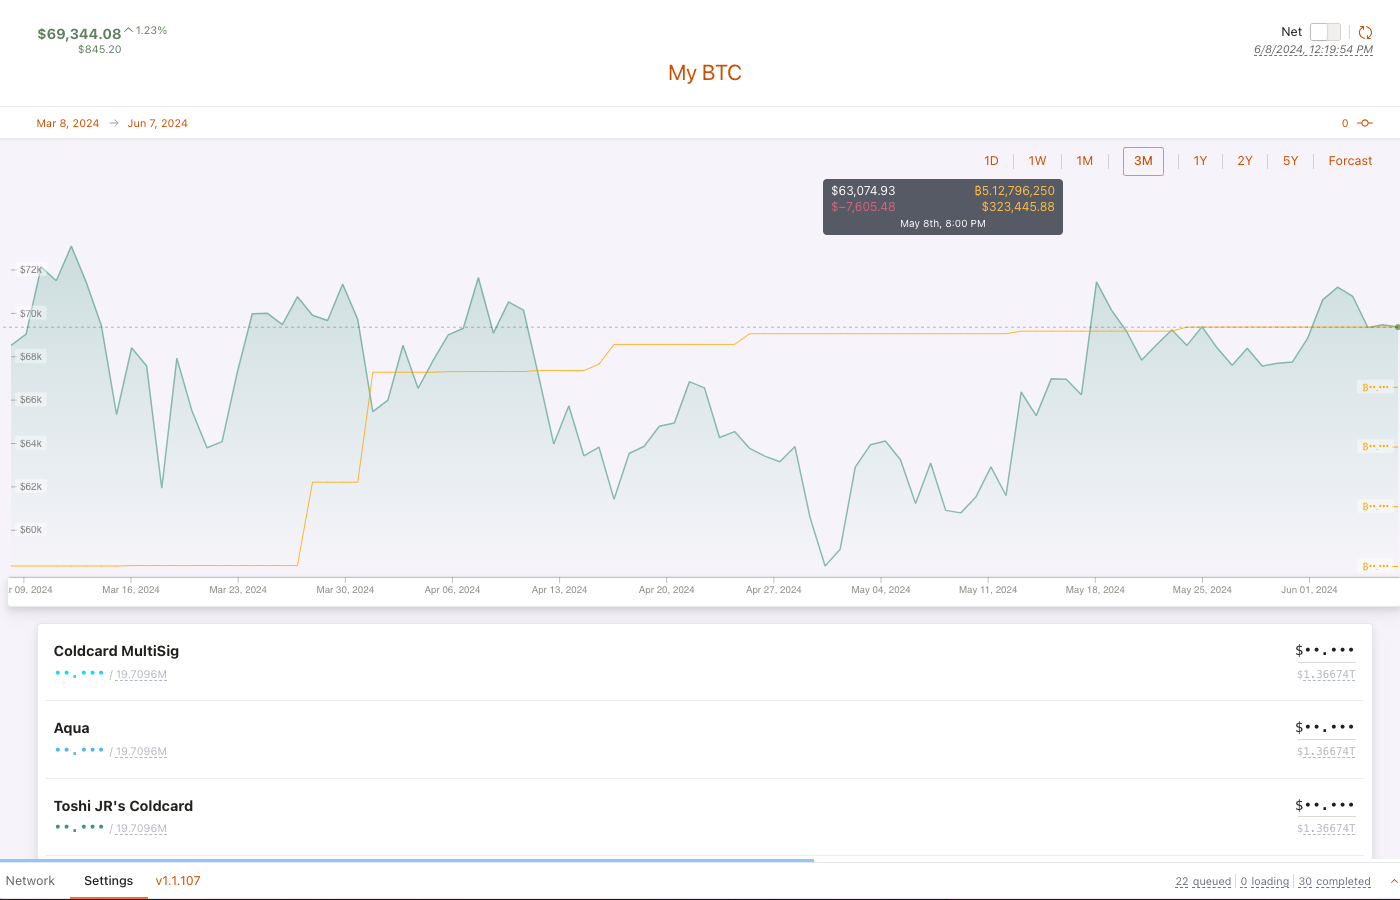 $69,344.08 1.23%
$845.20
Net
6/8/2024, 12:19:54 PM
My BTC
Mar 8, 2024 → Jun 7, 2024
0
1D 1W 1M 3M 1Y 2Y 5Y Forcast
$63,074.93 ₿5.12,796,250
$−7,605.48 $323,445.88
May 8th, 8:00 PM
$72k
$70k
$68k
$66k
$64k
$62k
$60k
₿••.•••
₿••.•••
₿••.•••
₿••.•••
r 09, 2024 Mar 16, 2024 Mar 23, 2024 Mar 30, 2024 Apr 06, 2024 Apr 13, 2024 Apr 20, 2024 Apr 27, 2024 May 04, 2024 May 11, 2024 May 18, 2024 May 25, 2024 Jun 01, 2024
Coldcard MultiSig $••.•••
••.••• / 19.7096M $1.36674T
Aqua $••.•••
••.••• / 19.7096M $1.36674T
Toshi JR's Coldcard $••.•••
••.••• / 19.7096M $1.36674T
Network Settings v1.1.107 22 queued 0 loading 30 completed